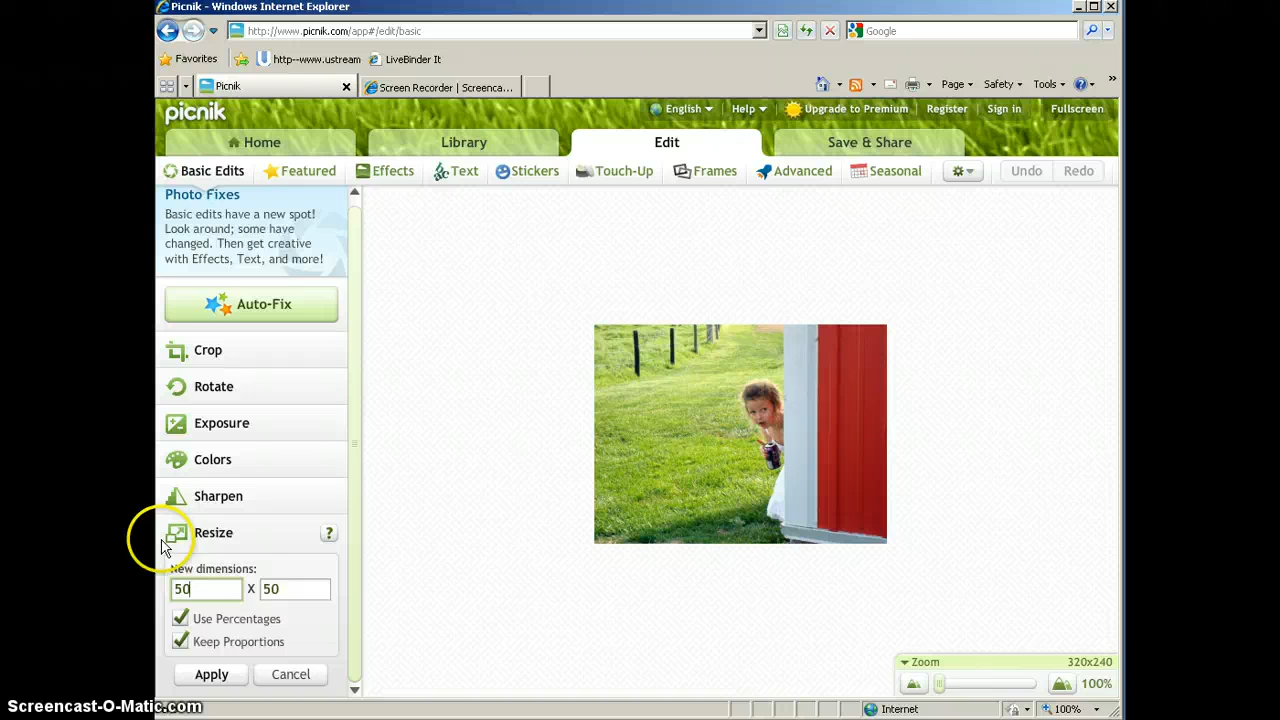 Picnik - Windows Internet Explorer
http://www.picnik.com/app#/edit/basic
Google
Favorites
http--www.ustream
LiveBinder It
Picnik
Screen Recorder | Screenca...
Page
Safety
Tools
picnik
English
Help
Upgrade to Premium
Register
Sign in
Fullscreen
Home
Library
Edit
Save & Share
Basic Edits
Featured
Effects
Text
Stickers
Touch-Up
Frames
Advanced
Seasonal
Undo
Redo
Photo Fixes
Basic edits have a new spot!
Look around; some have
changed. Then get creative
with Effects, Text, and more!
Auto-Fix
Crop
Rotate
Exposure
Colors
Sharpen
Resize
?
New dimensions:
50 X 50
Use Percentages
Keep Proportions
Apply
Cancel
Zoom
320x240
100%
Internet
100%
Screencast-O-Matic.com